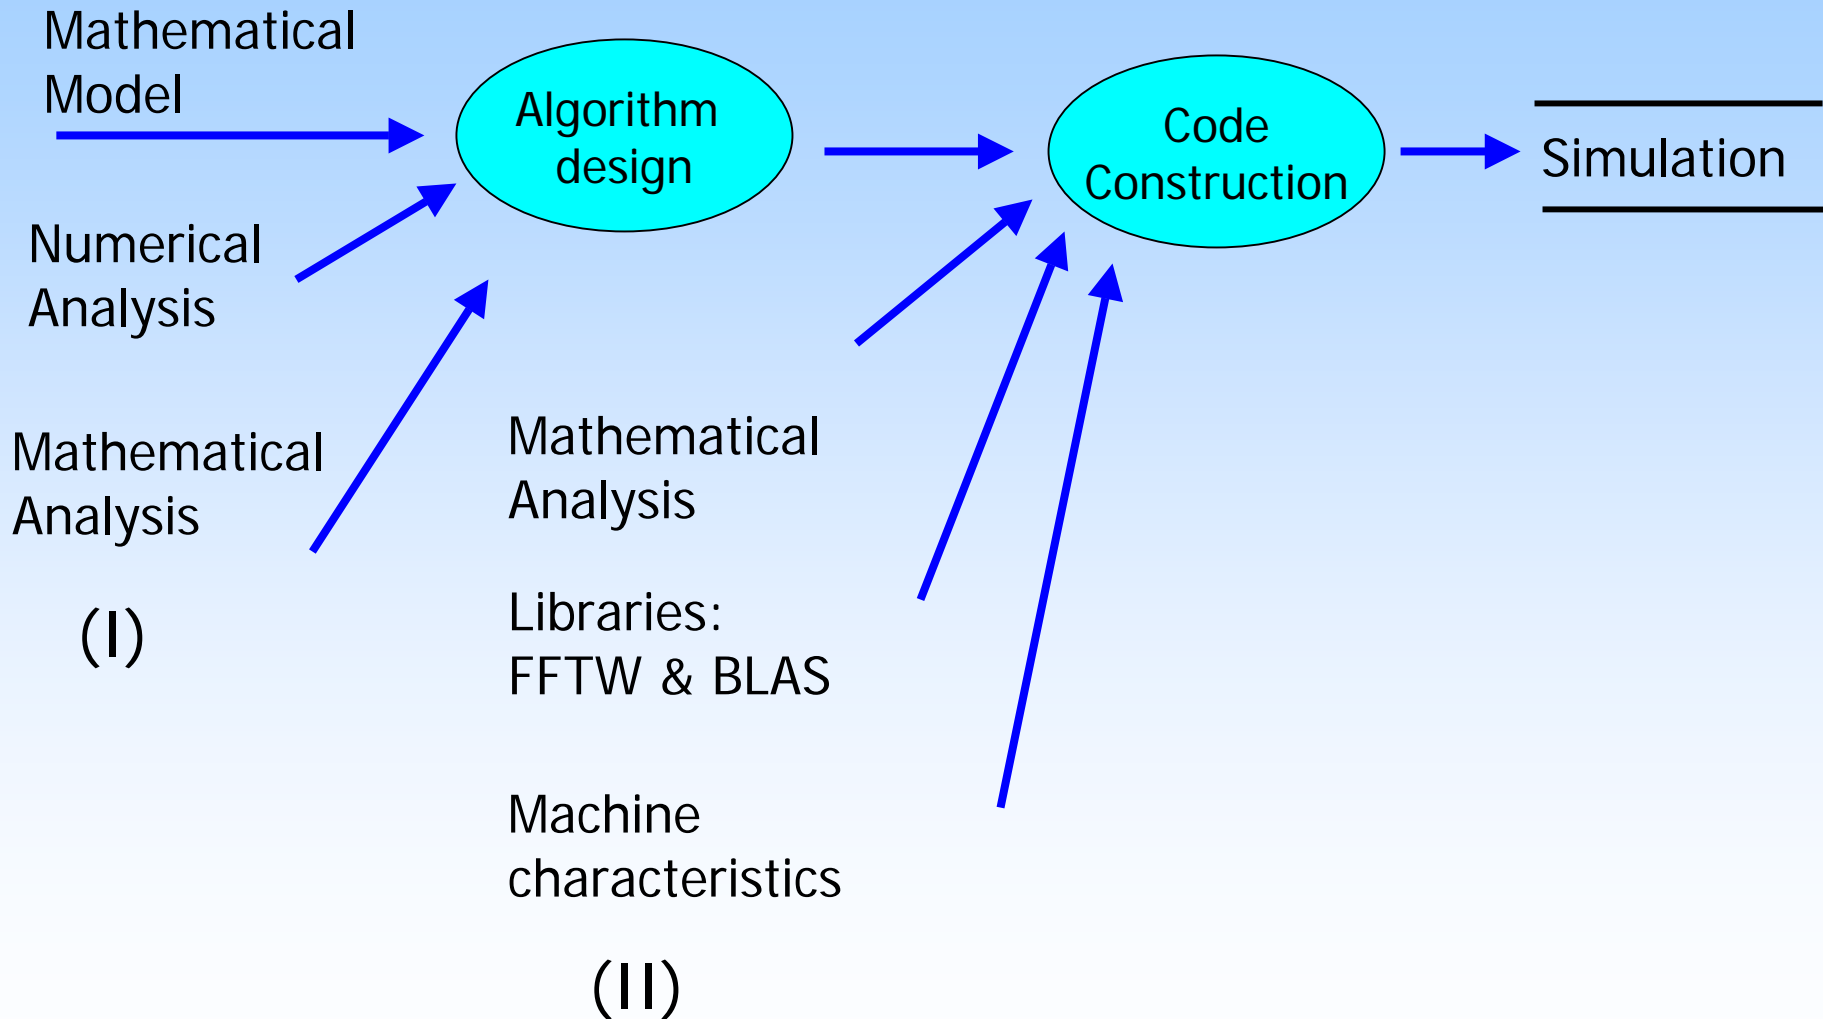 Mathematical
Model
Algorithm
design
Code
Construction
Simulation
Numerical
Analysis
Mathematical
Analysis
(I)
Mathematical
Analysis
Libraries:
FFTW & BLAS
Machine
characteristics
(II)